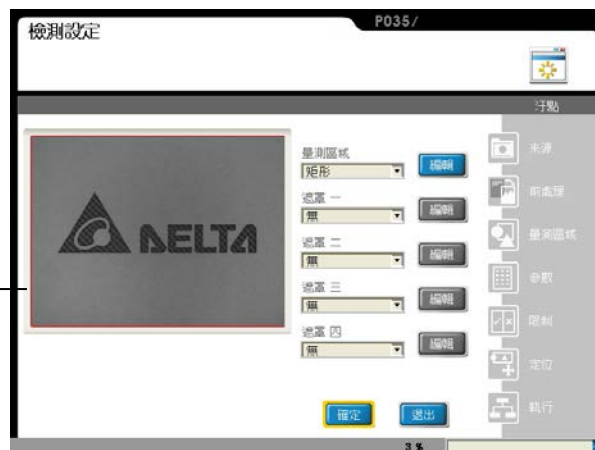 P035/
檢測設定
汙點
量測區域
矩形
編輯
遮罩 一
無
編輯
遮罩 二
無
編輯
遮罩 三
無
編輯
遮罩 四
無
編輯
DELTA
確定
退出
來源
前處理
量測區域
參數
限制
定位
執行
3 %